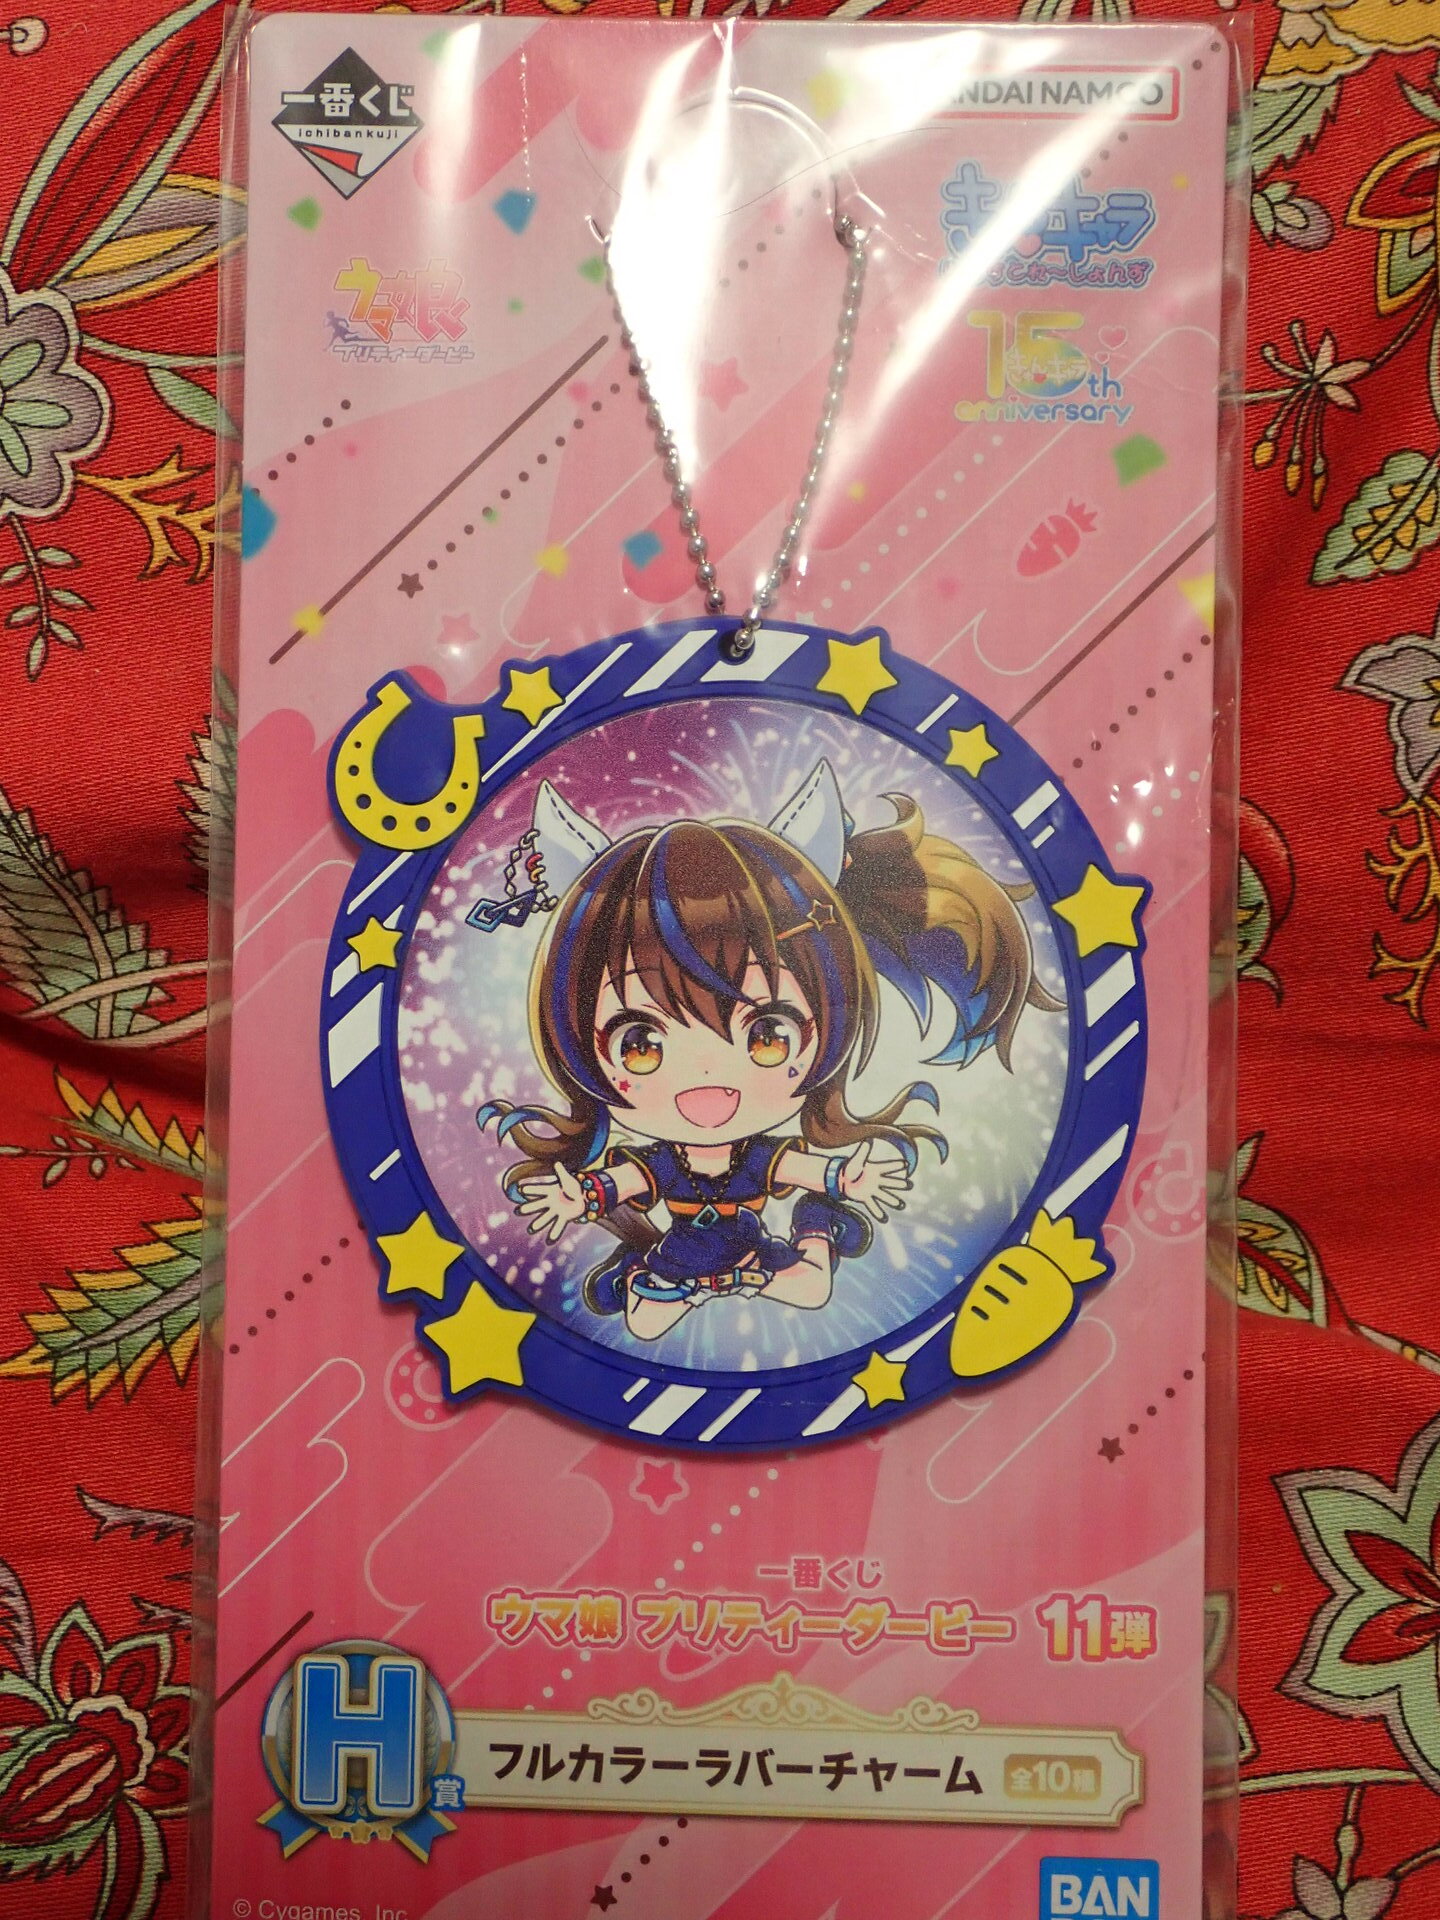 一番くじ
ichibankuji
NDAI NAMCO
ウマ娘
プリティーダービー
15th
きゅんキャラ
anniversary
一番くじ
ウマ娘 プリティーダービー 11弾
H賞
フルカラーラバーチャーム 全10種
© Cygames, Inc.
BAN